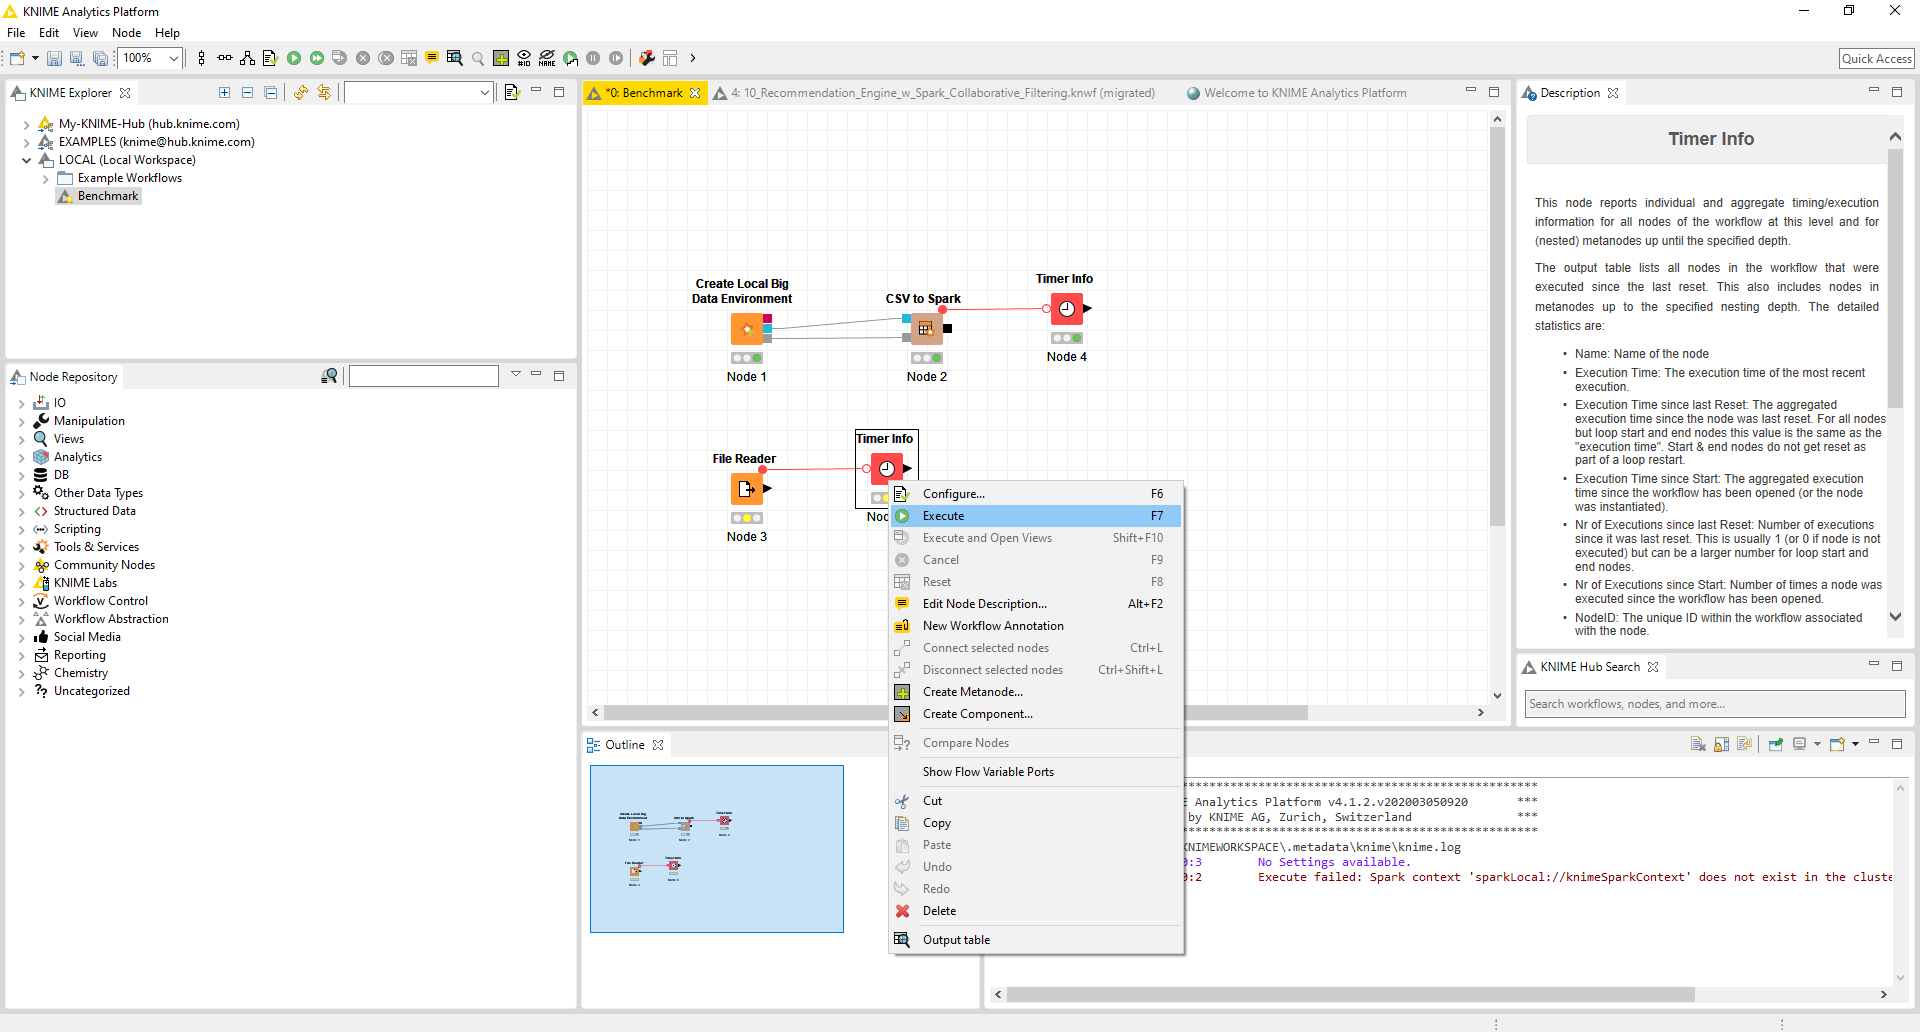 KNIME Analytics Platform
File Edit View Node Help
100%
Quick Access
KNIME Explorer
My-KNIME-Hub (hub.knime.com)
EXAMPLES (knime@hub.knime.com)
LOCAL (Local Workspace)
Example Workflows
Benchmark
Node Repository
IO
Manipulation
Views
Analytics
DB
Other Data Types
Structured Data
Scripting
Tools & Services
Community Nodes
KNIME Labs
Workflow Control
Workflow Abstraction
Social Media
Reporting
Chemistry
Uncategorized
*0: Benchmark
4: 10_Recommendation_Engine_w_Spark_Collaborative_Filtering.knwf (migrated)
Welcome to KNIME Analytics Platform
Create Local Big
Data Environment
Node 1
CSV to Spark
Node 2
Timer Info
Node 4
File Reader
Node 3
Timer Info
Nod
Configure... F6
Execute F7
Execute and Open Views Shift+F10
Cancel F9
Reset F8
Edit Node Description... Alt+F2
New Workflow Annotation
Connect selected nodes Ctrl+L
Disconnect selected nodes Ctrl+Shift+L
Create Metanode...
Create Component...
Compare Nodes
Show Flow Variable Ports
Cut
Copy
Paste
Undo
Redo
Delete
Output table
Outline
Description
Timer Info
This node reports individual and aggregate timing/execution
information for all nodes of the workflow at this level and for
(nested) metanodes up until the specified depth.
The output table lists all nodes in the workflow that were
executed since the last reset. This also includes nodes in
metanodes up to the specified nesting depth. The detailed
statistics are:
• Name: Name of the node
• Execution Time: The execution time of the most recent
execution.
• Execution Time since last Reset: The aggregated
execution time since the node was last reset. For all nodes
but loop start and end nodes this value is the same as the
"execution time". Start & end nodes do not get reset as
part of a loop restart.
• Execution Time since Start: The aggregated execution
time since the workflow has been opened (or the node
was instantiated).
• Nr of Executions since last Reset: Number of executions
since it was last reset. This is usually 1 (or 0 if node is not
executed) but can be a larger number for loop start and
end nodes.
• Nr of Executions since Start: Number of times a node was
executed since the workflow has been opened.
• NodeID: The unique ID within the workflow associated
with the node.
KNIME Hub Search
Search workflows, nodes, and more...
***********************************************
E Analytics Platform v4.1.2.v202003050920 ***
by KNIME AG, Zurich, Switzerland ***
***********************************************
KNIMEWORKSPACE\.metadata\knime\knime.log
0:3 No Settings available.
0:2 Execute failed: Spark context 'sparkLocal://knimeSparkContext' does not exist in the cluste